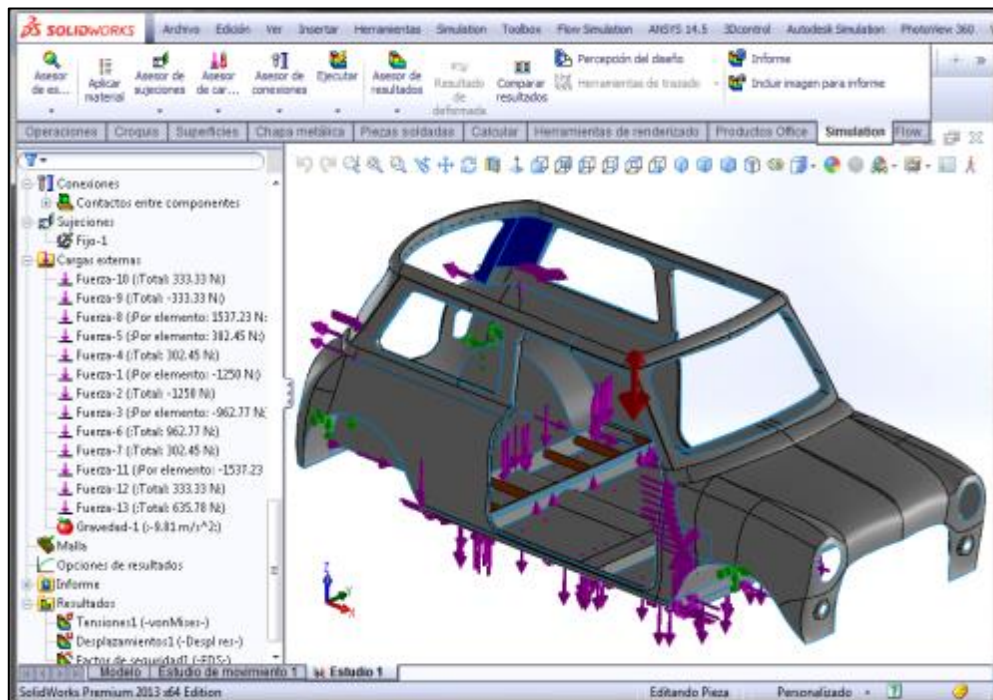 SOLIDWORKS Archivo Edición Ver Insertar Herramientas Simulation Toolbox Flow Simulation ANSYS 14.5 3Dcontrol Autodesk Simulation PhotoView 360
Asesor de es... Aplicar material Asesor de sujeciones Asesor de car... Asesor de conexiones Ejecutar Asesor de resultados Resultado de deformada Comparar resultados
Percepción del diseño Informe
Herramientas de trazado Incluir imagen para informe
Operaciones Croquis Superficies Chapa metálica Piezas soldadas Calcular Herramientas de renderizado Productos Office Simulation Flow
Conexiones
Contactos entre componentes
Sujeciones
Fijo-1
Cargas externas
Fuerza-10 (:Total: 333.33 N:)
Fuerza-9 (:Total: -333.33 N:)
Fuerza-8 (:Por elemento: 1537.23 N:
Fuerza-5 (:Por elemento: 382.45 N:
Fuerza-4 (:Total: 302.45 N:)
Fuerza-1 (:Por elemento: -1250 N:)
Fuerza-2 (:Total: -1250 N:)
Fuerza-3 (:Por elemento: -962.77 N:
Fuerza-6 (:Total: 962.77 N:)
Fuerza-7 (:Total: 302.45 N:)
Fuerza-11 (:Por elemento: -1537.23
Fuerza-12 (:Total: 333.33 N:)
Fuerza-13 (:Total: 635.78 N:)
Gravedad-1 (:-9.81 m/s^2:)
Malla
Opciones de resultados
Informe
Resultados
Tensiones1 (-vonMises-)
Desplazamientos1 (-Despl res-)
Factor de seguridad1 (-FDS-)
Z Y X
Modelo Estudio de movimiento 1 Estudio 1
SolidWorks Premium 2013 x64 Edition Editando Pieza Personalizado